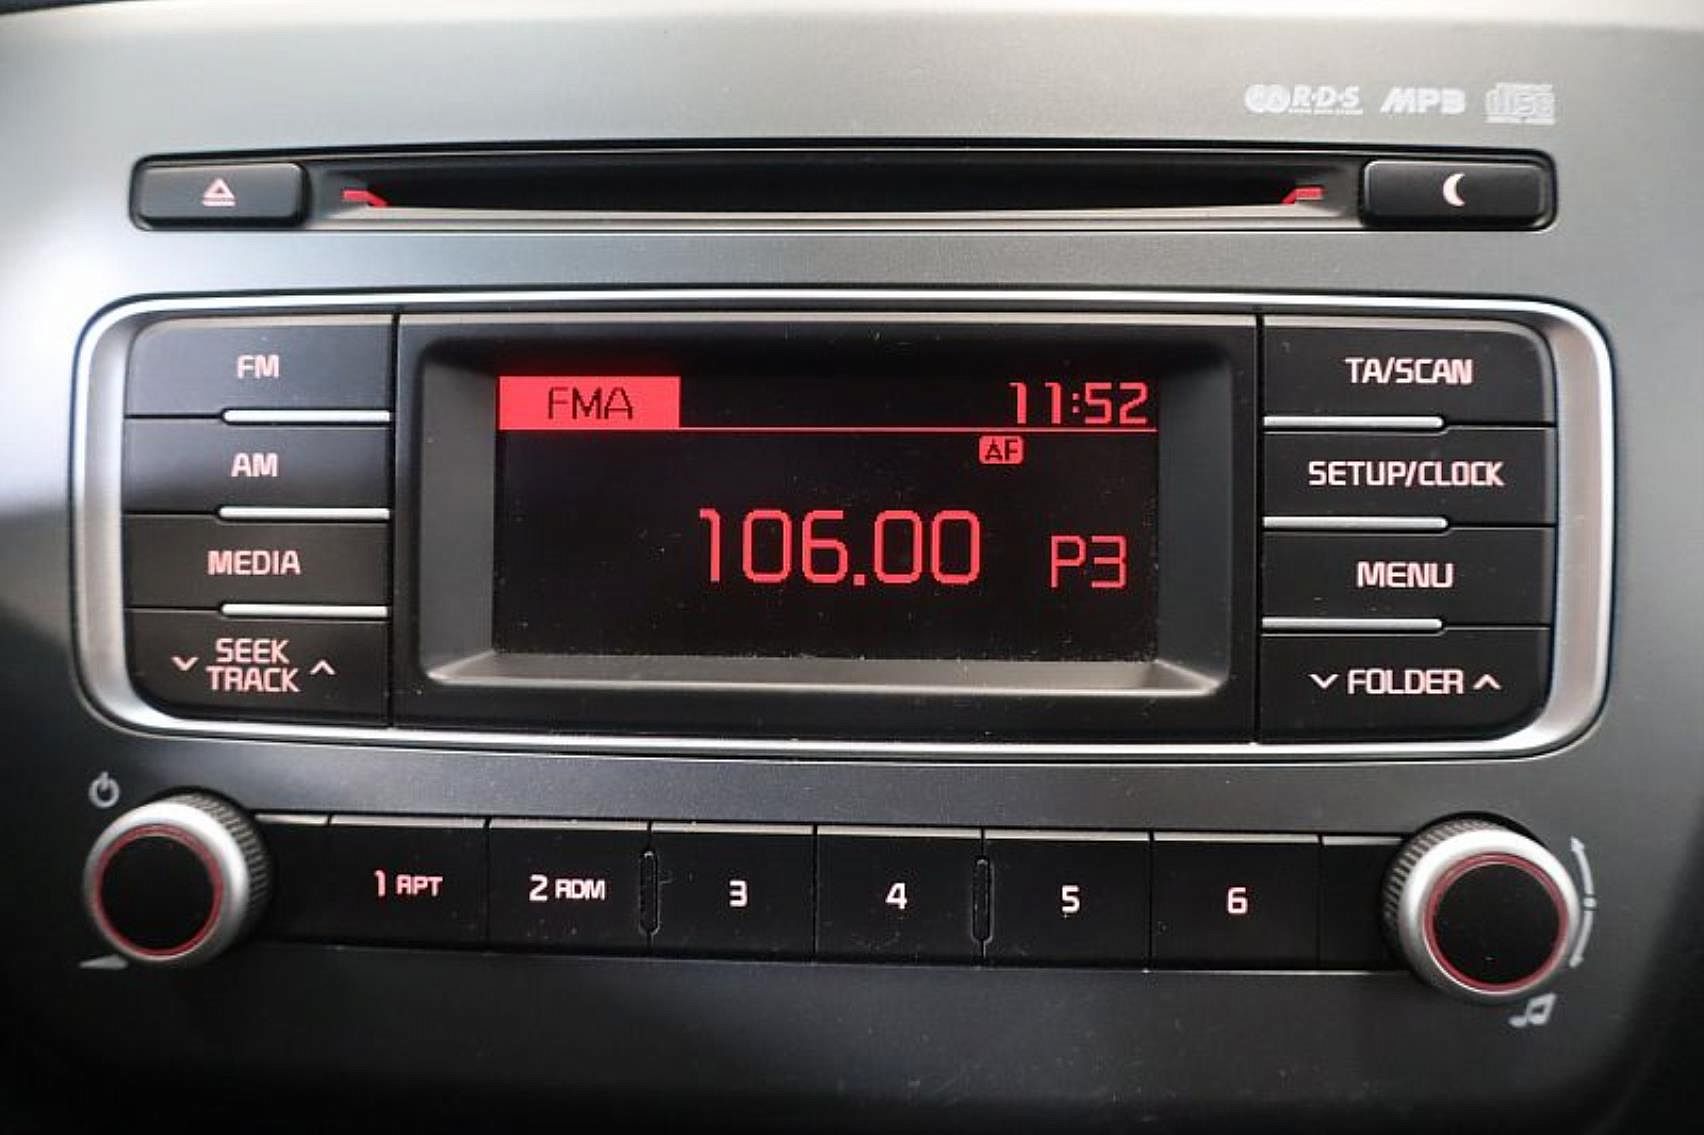 R·D·S MP3 disc
FM
AM
MEDIA
SEEK
TRACK
FMA 11:52
AF
106.00 P3
TA/SCAN
SETUP/CLOCK
MENU
FOLDER
1 RPT 2 RDM 3 4 5 6